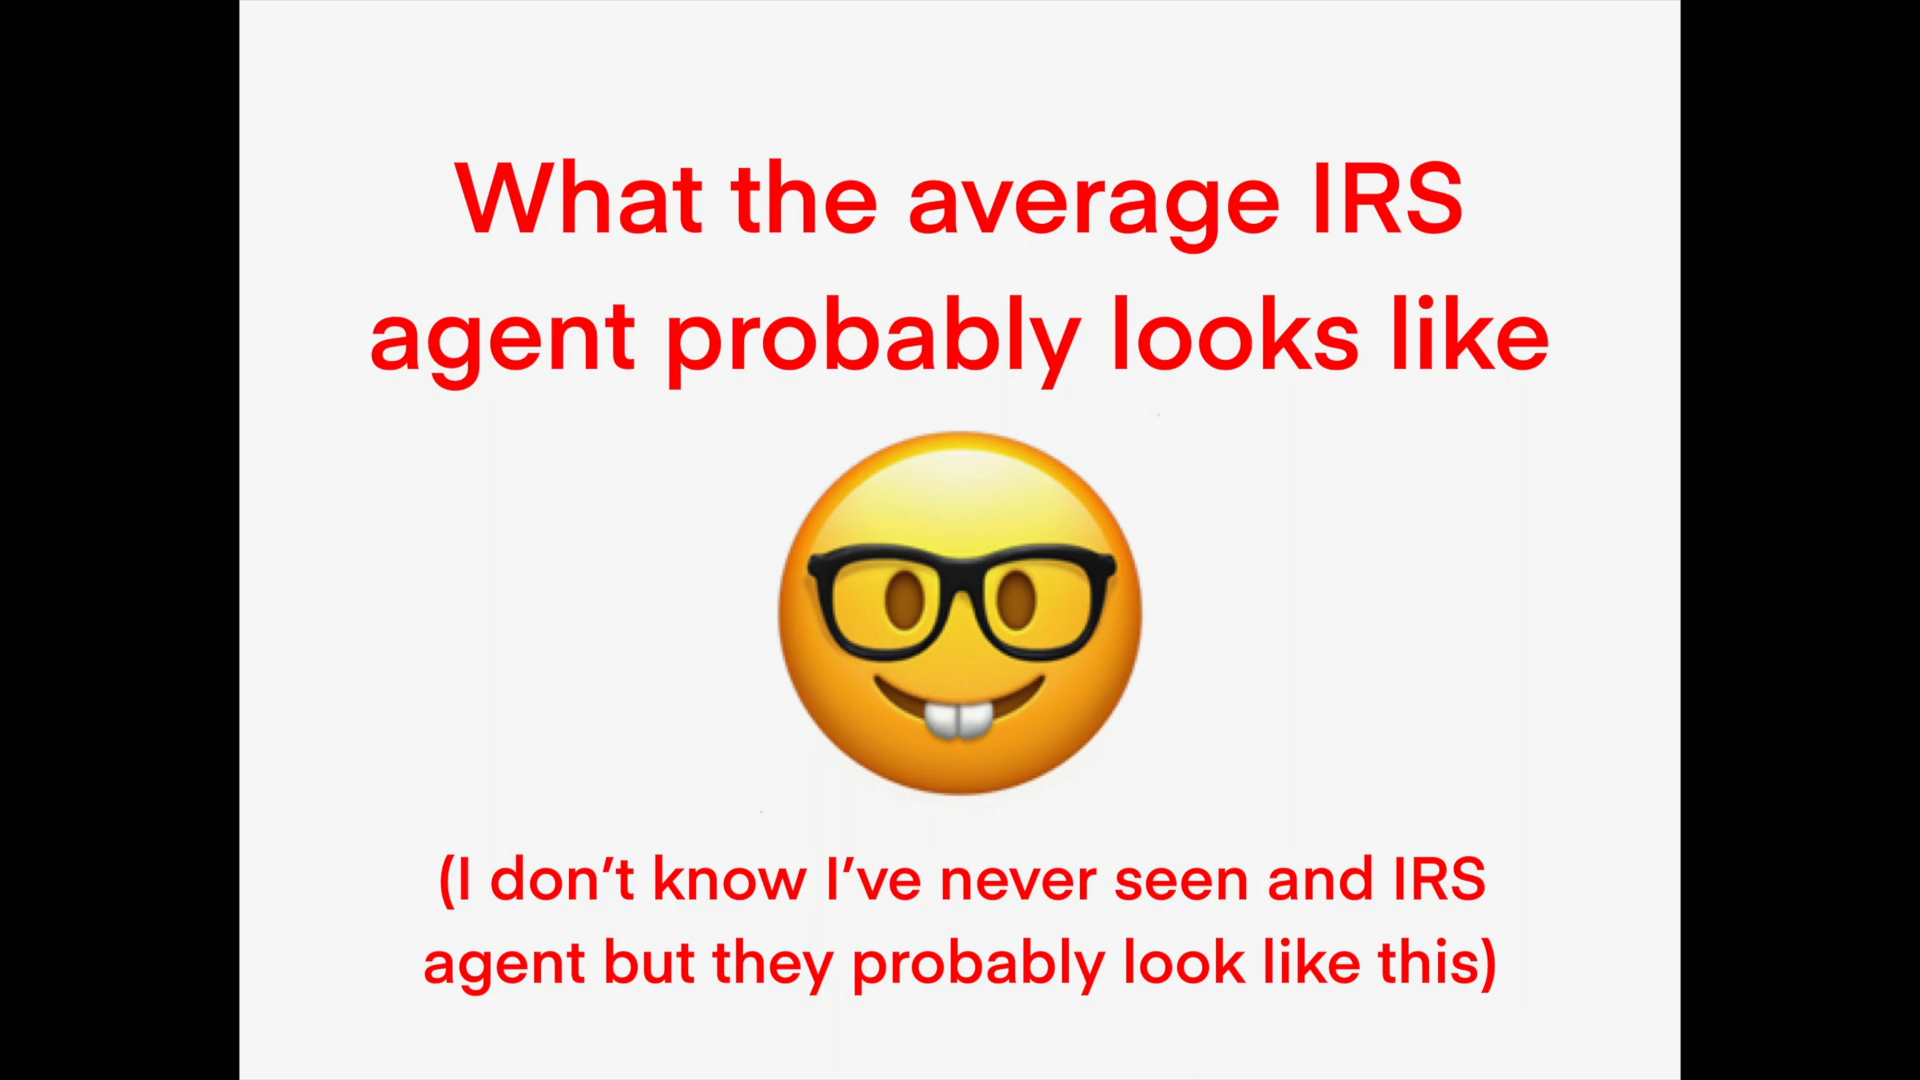 What the average IRS
agent probably looks like
(I don’t know I’ve never seen and IRS
agent but they probably look like this)